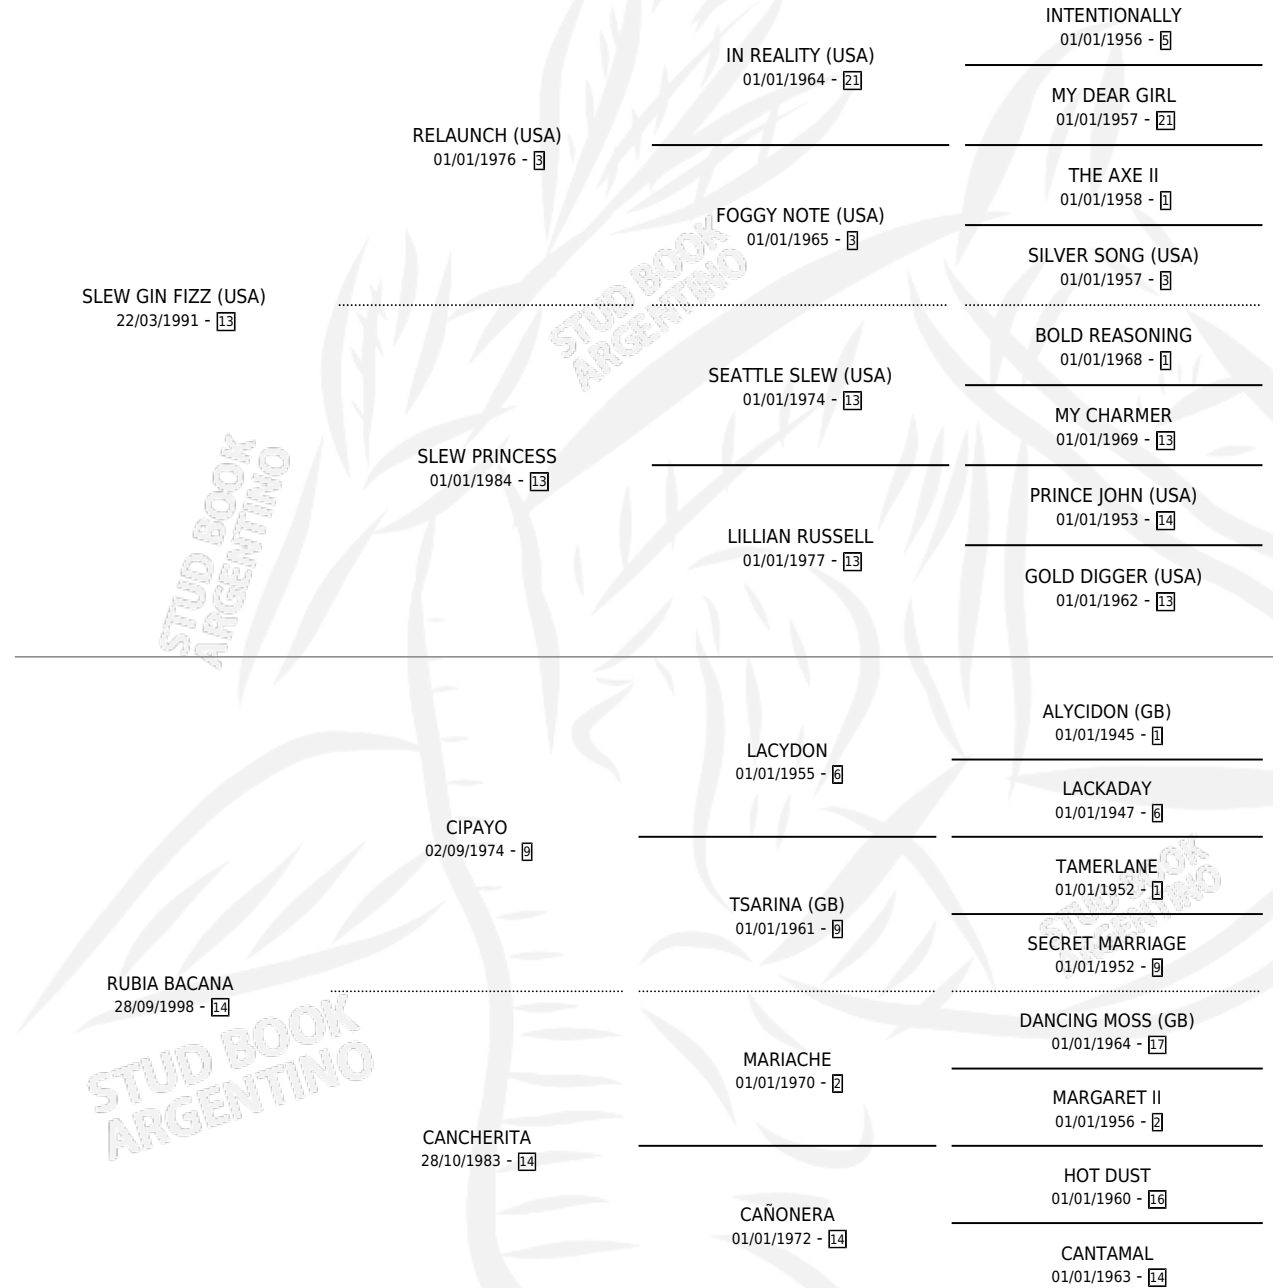 INTENTIONALLY
01/01/1956 - 5
IN REALITY (USA)
01/01/1964 - 21
MY DEAR GIRL
01/01/1957 - 21
RELAUNCH (USA)
01/01/1976 - 3
THE AXE II
01/01/1958 - 1
FOGGY NOTE (USA)
01/01/1965 - 3
SILVER SONG (USA)
01/01/1957 - 3
SLEW GIN FIZZ (USA)
22/03/1991 - 13
STUD BOOK
ARGENTINO
BOLD REASONING
01/01/1968 - 1
SEATTLE SLEW (USA)
01/01/1974 - 13
MY CHARMER
01/01/1969 - 13
SLEW PRINCESS
01/01/1984 - 13
PRINCE JOHN (USA)
01/01/1953 - 14
LILLIAN RUSSELL
01/01/1977 - 13
GOLD DIGGER (USA)
01/01/1962 - 13
STUD BOOK
ARGENTINO
ALYCIDON (GB)
01/01/1945 - 1
LACYDON
01/01/1955 - 6
LACKADAY
01/01/1947 - 6
CIPAYO
02/09/1974 - 9
TAMERLANE
01/01/1952 - 1
TSARINA (GB)
01/01/1961 - 9
SECRET MARRIAGE
01/01/1952 - 9
STUD BOOK
ARGENTINO
RUBIA BACANA
28/09/1998 - 14
DANCING MOSS (GB)
01/01/1964 - 17
MARIACHE
01/01/1970 - 2
MARGARET II
01/01/1956 - 2
STUD BOOK
ARGENTINO
CANCHERITA
28/10/1983 - 14
HOT DUST
01/01/1960 - 16
CAÑONERA
01/01/1972 - 14
CANTAMAL
01/01/1963 - 14